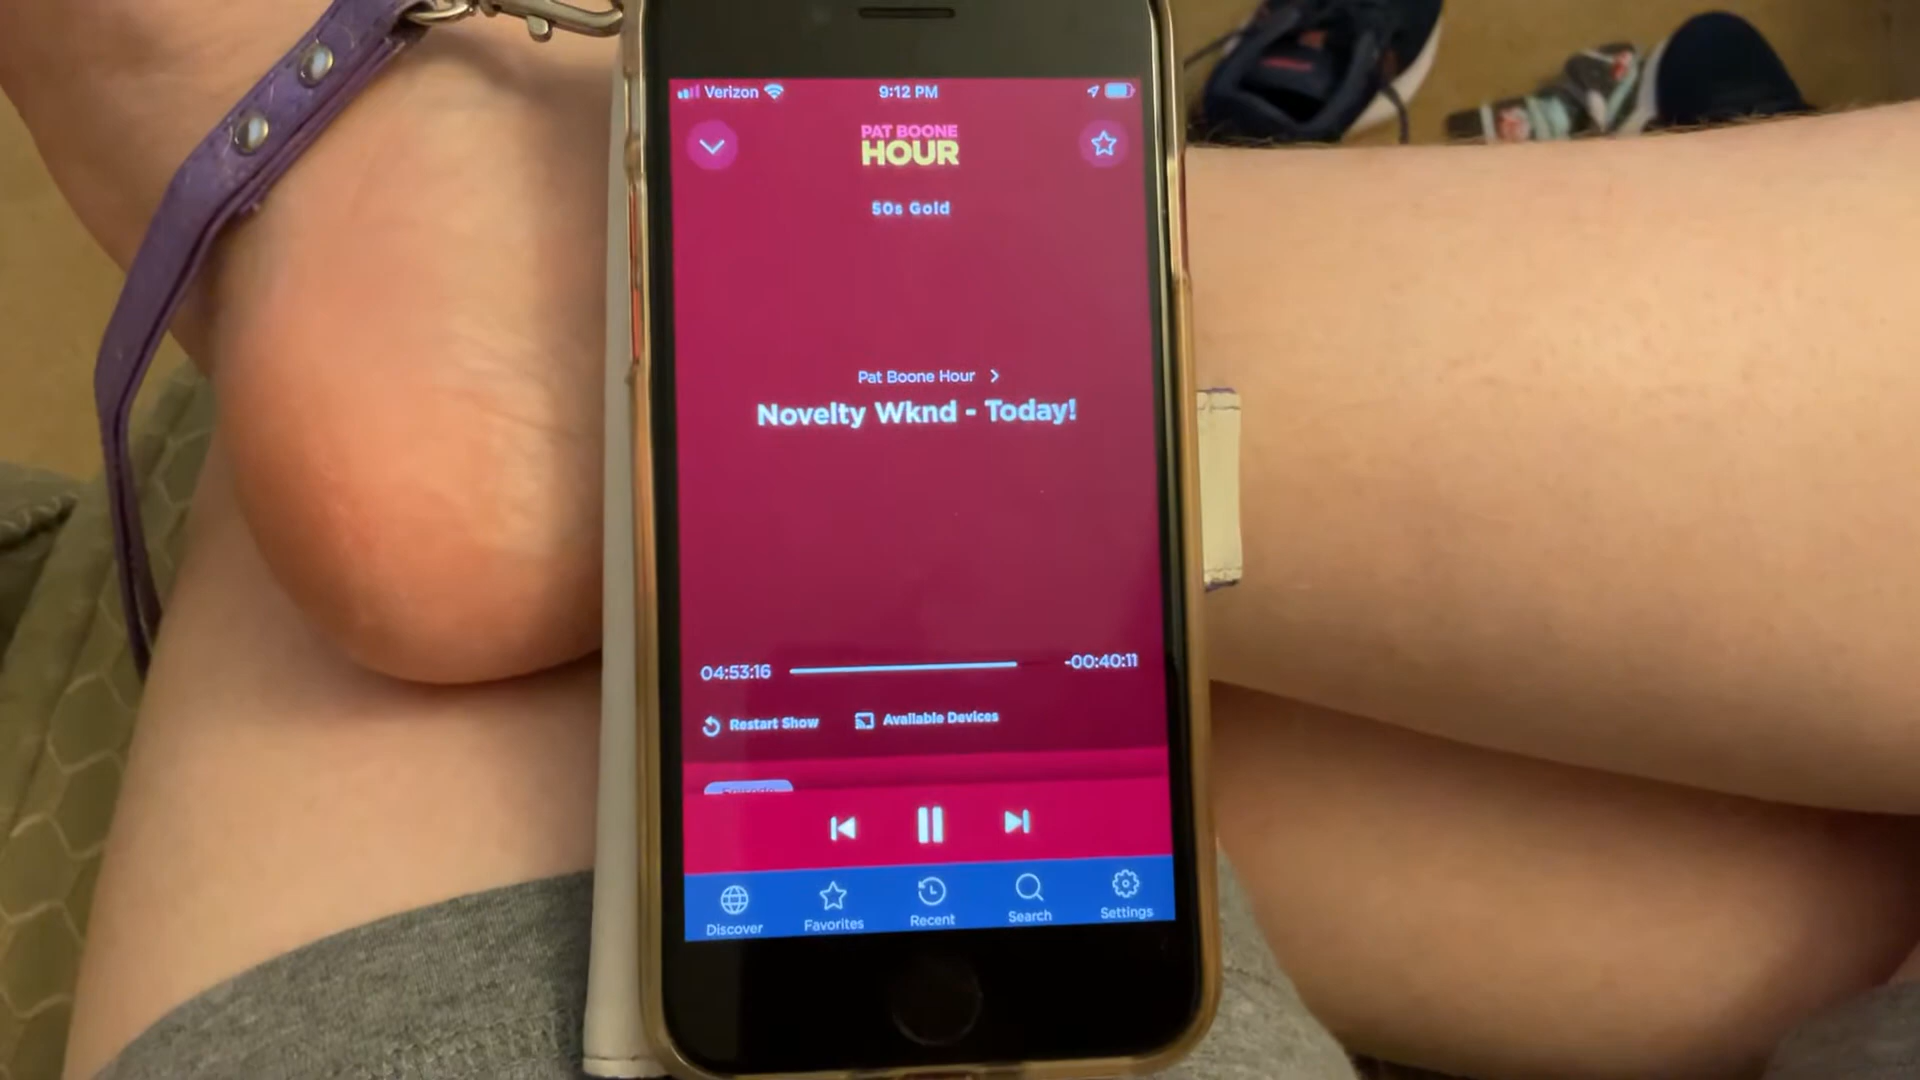 Verizon 9:12 PM
PAT BOONE
HOUR
50s Gold
Pat Boone Hour
Novelty Wknd - Today!
04:53:16 -00:40:11
Restart Show Available Devices
Discover Favorites Recent Search Settings